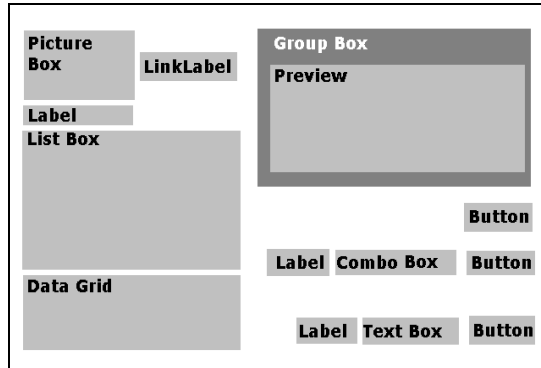 Picture
Box
LinkLabel
Label
List Box
Data Grid
Group Box
Preview
Button
Label Combo Box Button
Label Text Box Button